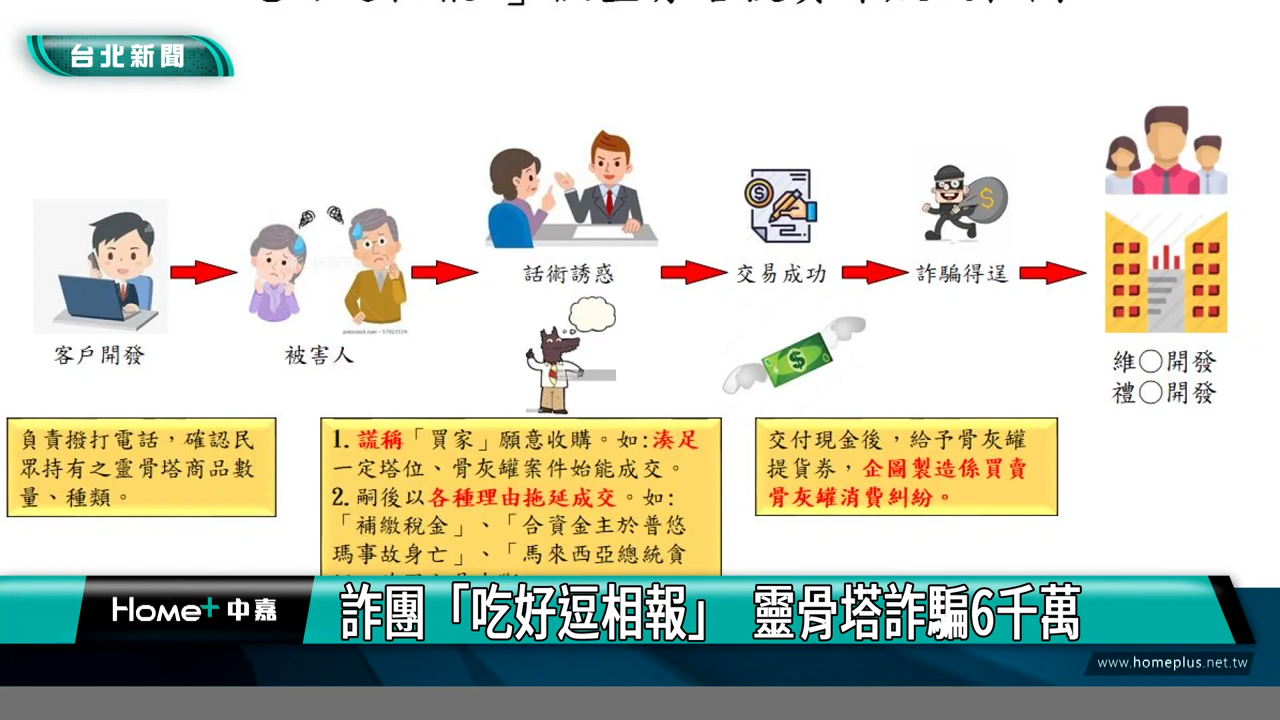 台北新聞
話術誘惑
交易成功
詐騙得逞
客戶開發
被害人
維〇開發
禮〇開發
負責撥打電話，確認民
眾持有之靈骨塔商品數
量、種類。
1. 謊稱「買家」願意收購。如:湊足
一定塔位、骨灰罐案件始能成交。
2. 嗣後以各種理由拖延成交。如:
「補繳稅金」、「合資金主於普悠
瑪事故身亡」、「馬來西亞總統貪
交付現金後，給予骨灰罐
提貨券，企圖製造係買賣
骨灰罐消費糾紛。
Home+中嘉
詐團「吃好逗相報」 靈骨塔詐騙6千萬
www.homeplus.net.tw